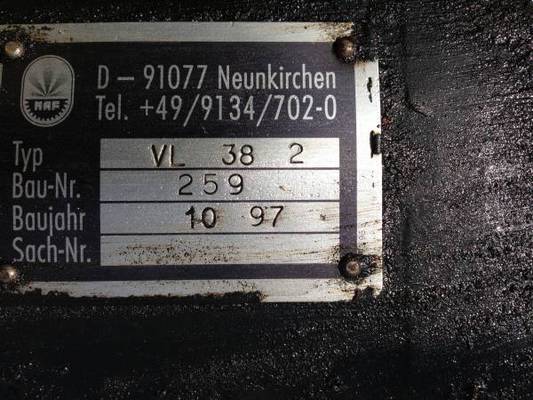 NAF
D – 91077 Neunkirchen
Tel. +49/9134/702-0
Typ VL 38 2
Bau-Nr. 259
Baujahr 10 97
Sach-Nr.